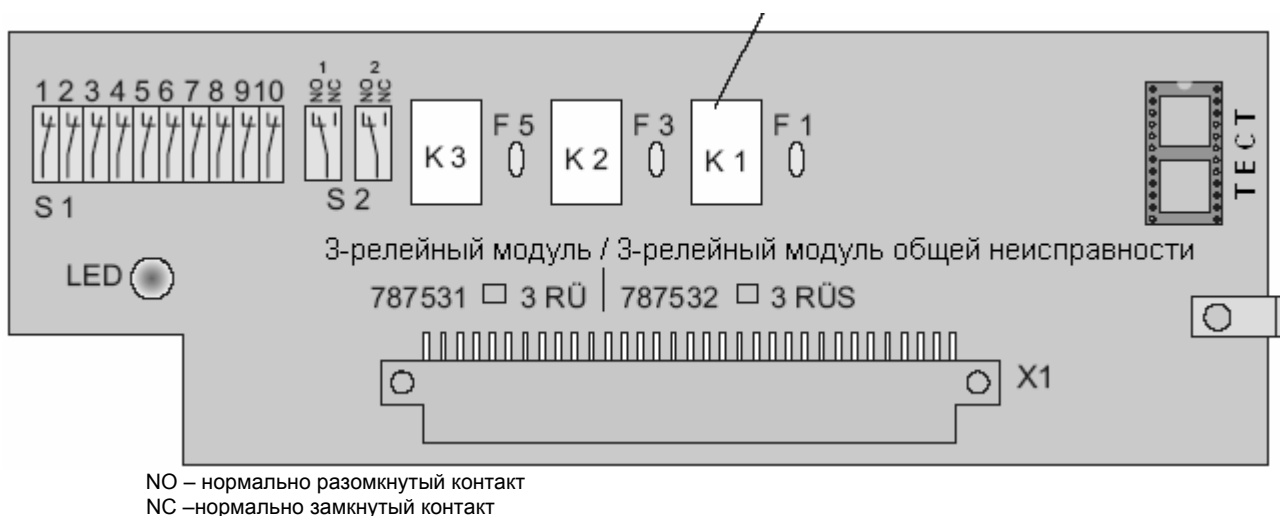 1 2 3 4 5 6 7 8 9 10
1 2
NO NC NO NC
K 3 F 5 K 2 F 3 K 1 F 1
ТЕСТ
S 1 S 2
3-релейный модуль / 3-релейный модуль общей неисправности
LED
787531 □ 3 RÜ | 787532 □ 3 RÜS
X1
NO – нормально разомкнутый контакт
NC –нормально замкнутый контакт